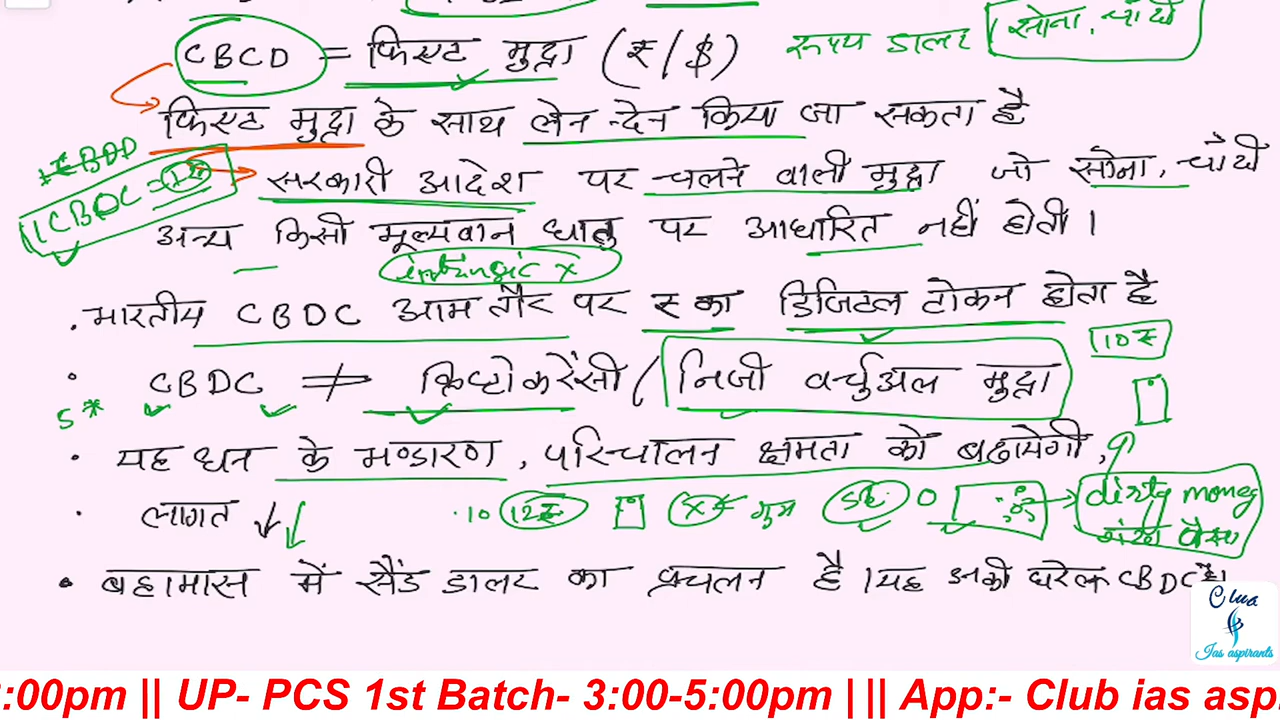 CBCD = फिएट मुद्रा (₹/$) रूपय डालर सोना, चाँदी
फिएट मुद्रा के साथ लेन-देन किया जा सकता है
सरकारी आदेश पर चलने वाली मुद्रा जो सोना, चाँदी
CBDC =
अन्य किसी मूल्यवान धातु पर आधारित नहीं होती।
intrinsic x
• भारतीय CBDC आम तौर पर ₹ का डिजिटल टोकन होता है
10₹
• CBDC ≠ क्रिप्टोकरेंसी / निजी वर्चुअल मुद्रा
5*
• यह धन के भण्डारण, परिचालन क्षमता को बढायेगी,
• लागत ↓ ↓ 10 12₹ x गुम 0 dirty money
गंदा पैसा
• बहामास में सैंड डालर का प्रचलन है। यह उनकी घरेलू CBDC है।
Club
Ias aspirants
:00pm || UP- PCS 1st Batch- 3:00-5:00pm | || App:- Club ias asp